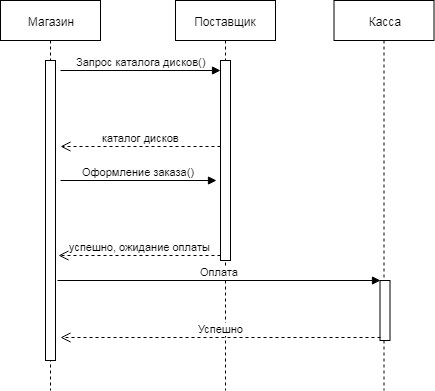 Магазин
Поставщик
Касса
Запрос каталога дисков()
каталог дисков
Оформление заказа()
успешно, ожидание оплаты
Оплата
Успешно